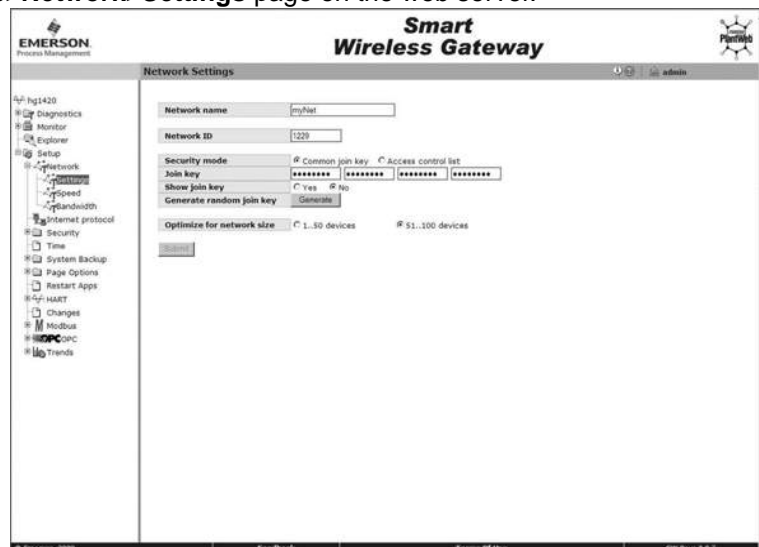 Network Settings page on the web server.
EMERSON
Process Management
Smart
Wireless Gateway
PlantWeb
Network Settings
admin
hg1420
Diagnostics
Monitor
Explorer
Setup
Network
Settings
Speed
Bandwidth
Internet protocol
Security
Time
System Backup
Page Options
Restart Apps
HART
Changes
Modbus
OPC OPC
Trends
Network name myNet
Network ID 1229
Security mode Common join key Access control list
Join key •••••••• •••••••• •••••••• ••••••••
Show join key Yes No
Generate random join key Generate
Optimize for network size 1..50 devices 51..100 devices
Submit